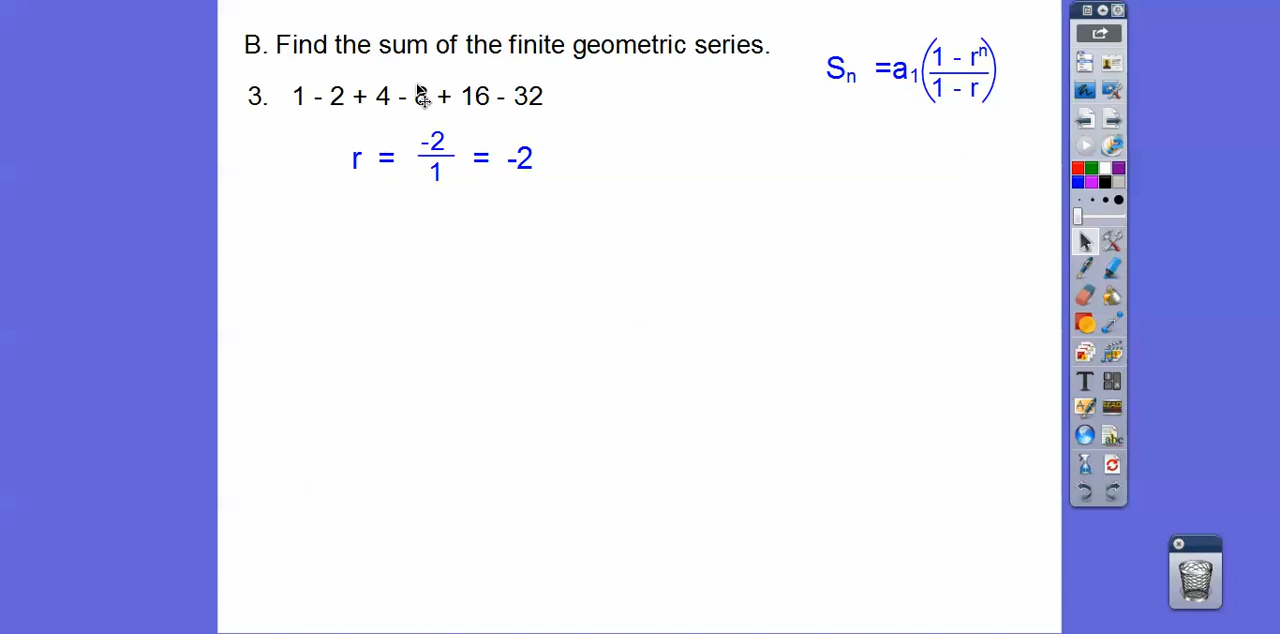 B. Find the sum of the finite geometric series.
Sₙ = a₁((1 - rⁿ)/(1 - r))
3. 1 - 2 + 4 - 8 + 16 - 32
r = -2/1 = -2